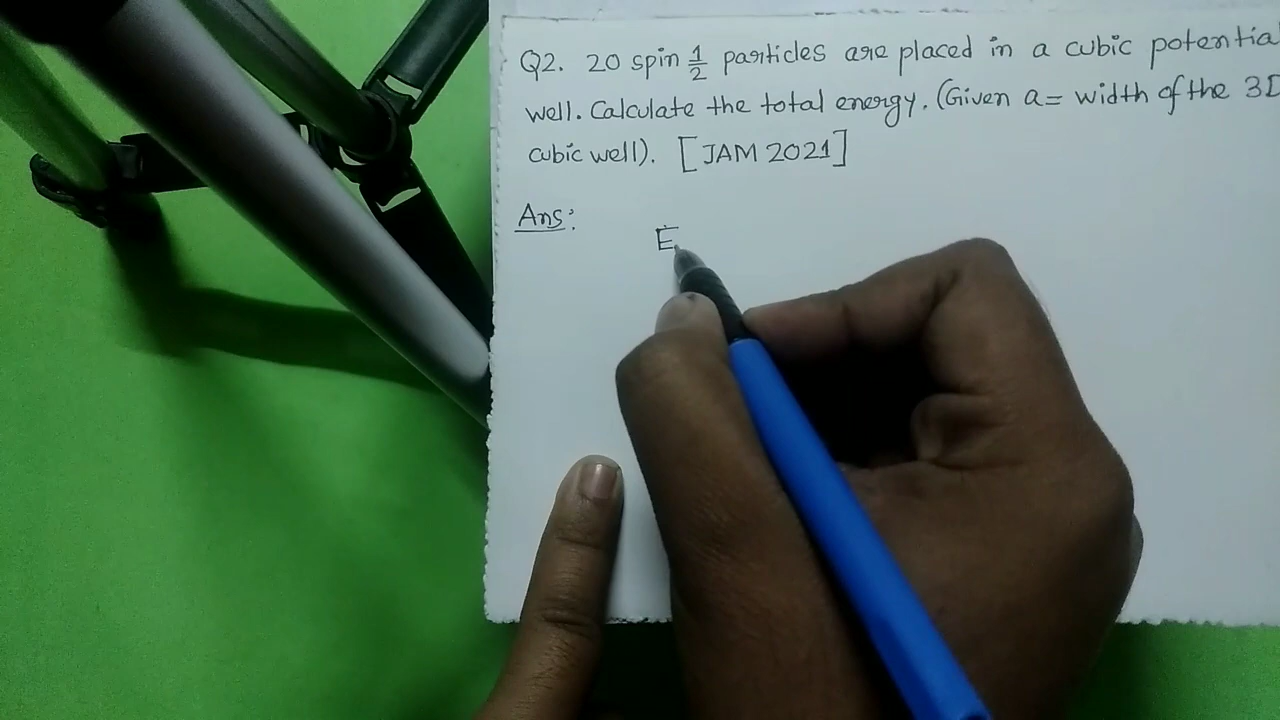 Q2. 20 spin 1/2 particles are placed in a cubic potential
well. Calculate the total energy. (Given a = width of the 3D
cubic well). [JAM 2021]
Ans:
E